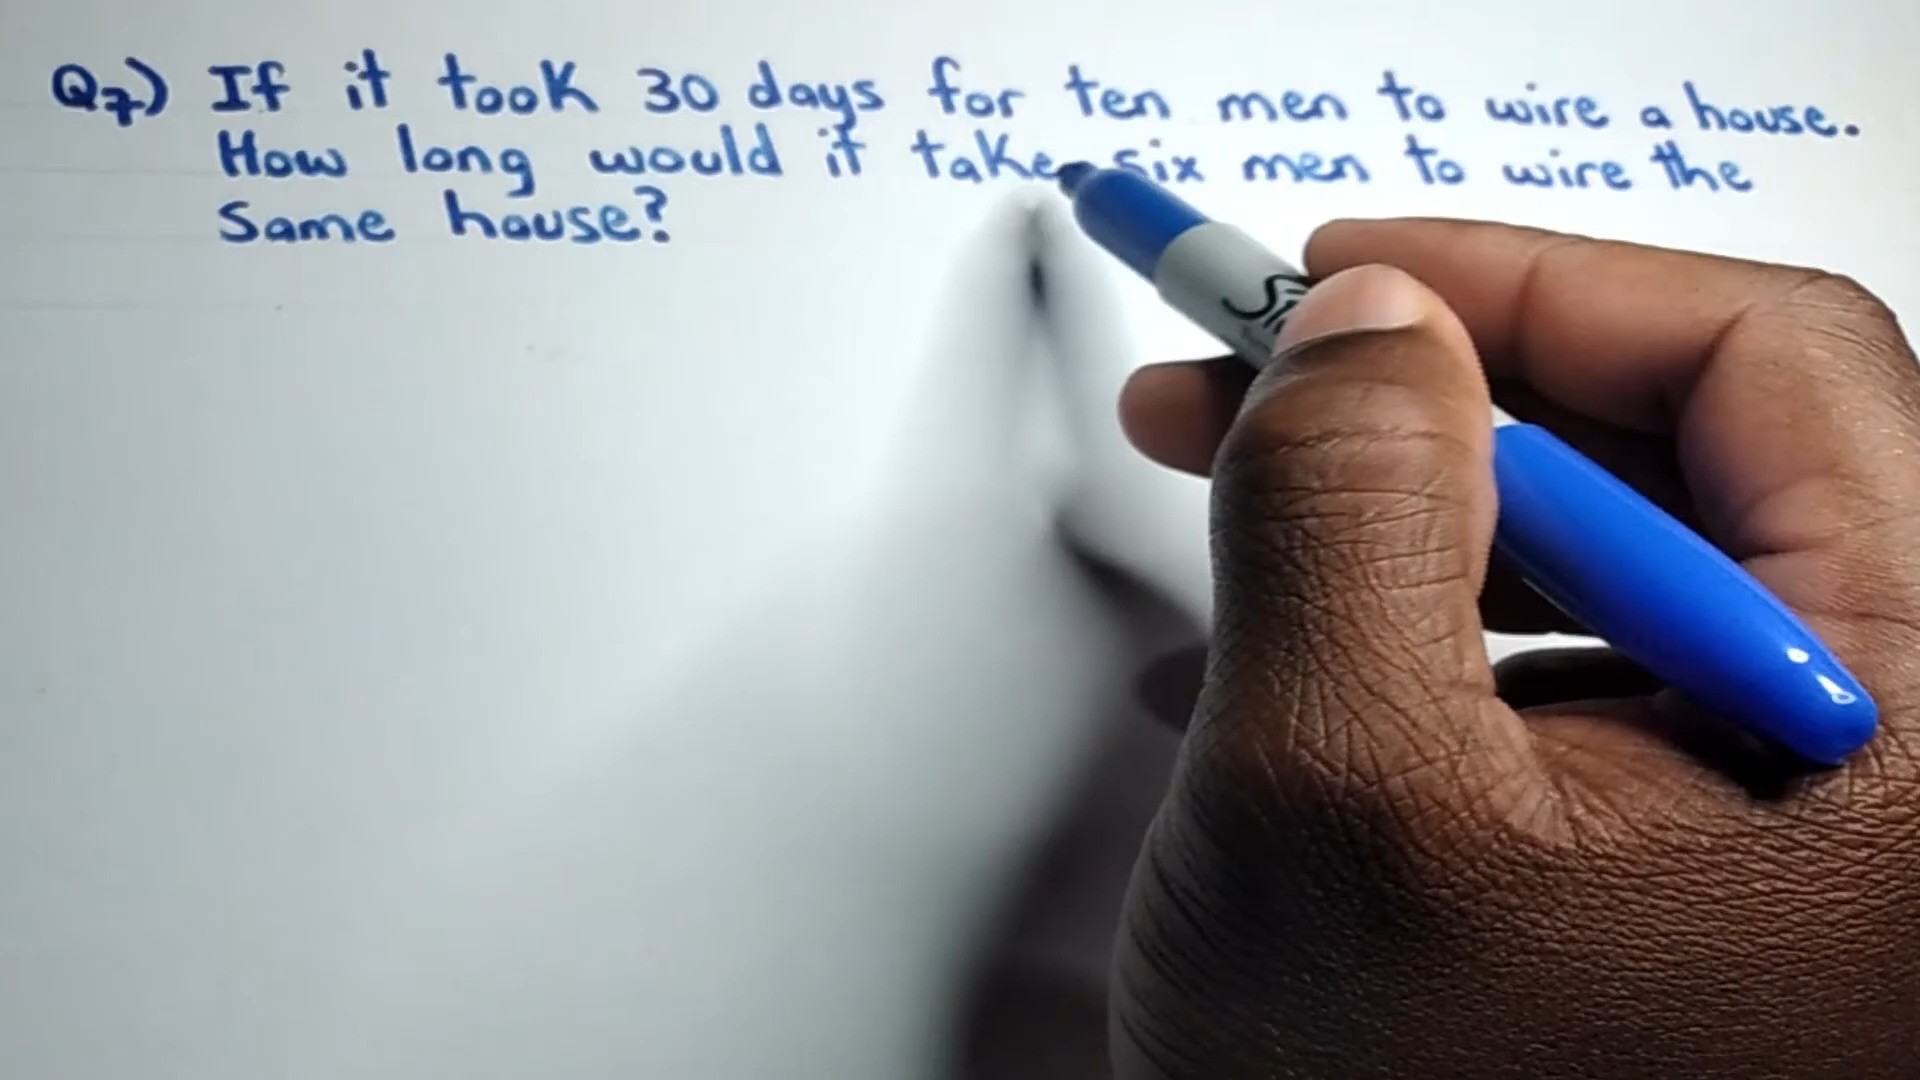 Q7) If it took 30 days for ten men to wire a house.
How long would it take six men to wire the
Same house?